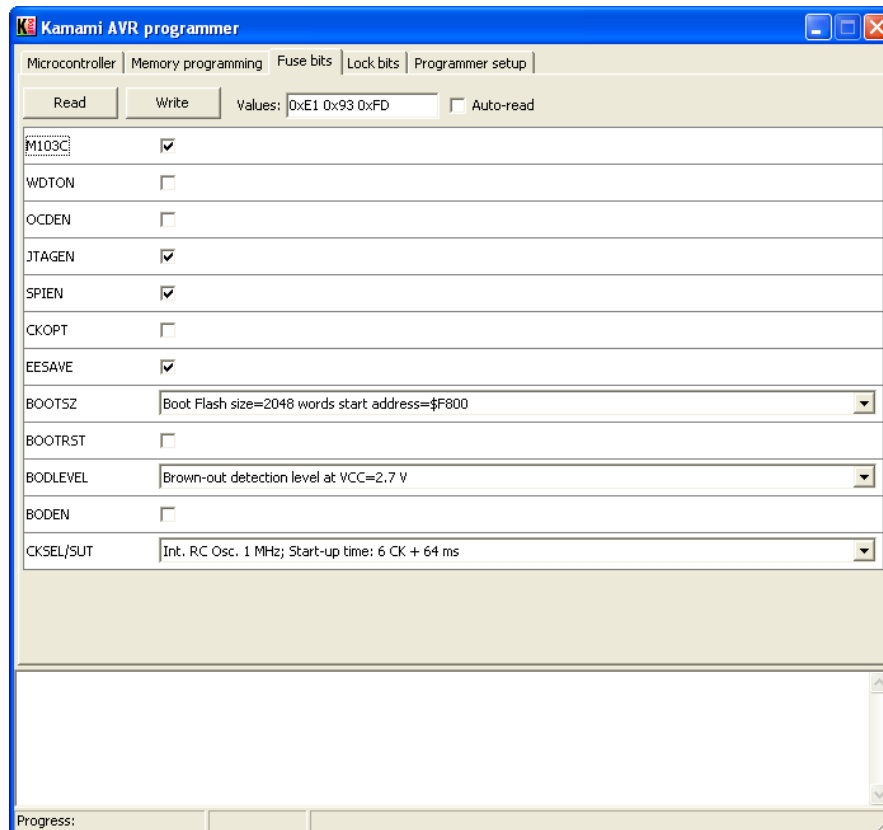 Kamami AVR programmer
Microcontroller Memory programming Fuse bits Lock bits Programmer setup
Read Write Values: 0xE1 0x93 0xFD Auto-read
M103C
WDTON
OCDEN
JTAGEN
SPIEN
CKOPT
EESAVE
BOOTSZ Boot Flash size=2048 words start address=$F800
BOOTRST
BODLEVEL Brown-out detection level at VCC=2.7 V
BODEN
CKSEL/SUT Int. RC Osc. 1 MHz; Start-up time: 6 CK + 64 ms
Progress: